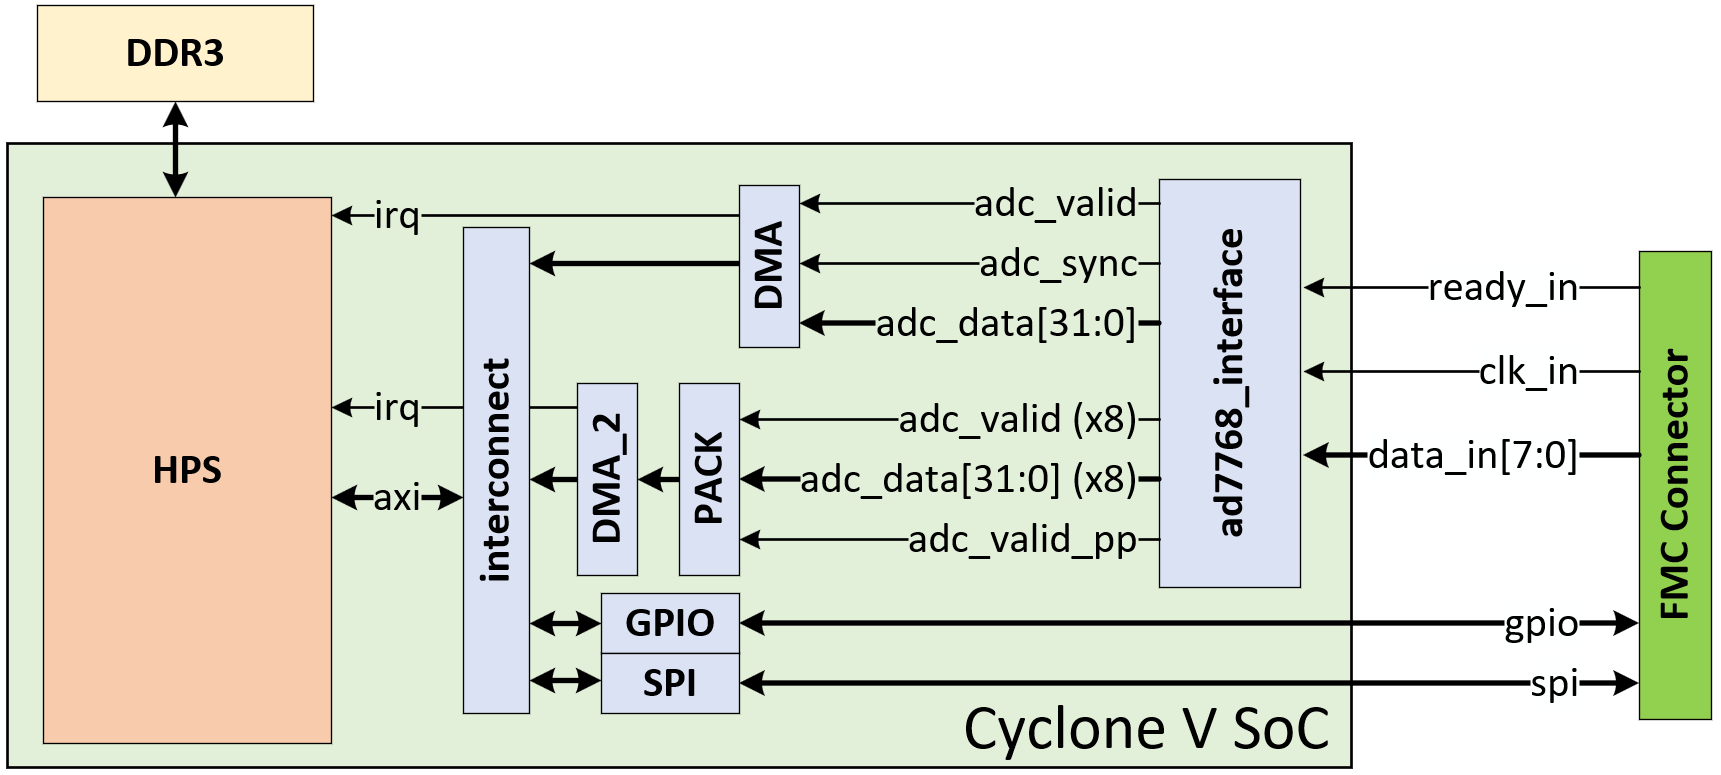 DDR3
HPS
irq
irq
axi
interconnect
DMA
DMA_2
PACK
GPIO
SPI
adc_valid
adc_sync
adc_data[31:0]
adc_valid (x8)
adc_data[31:0] (x8)
adc_valid_pp
ad7768_interface
ready_in
clk_in
data_in[7:0]
gpio
spi
FMC Connector
Cyclone V SoC